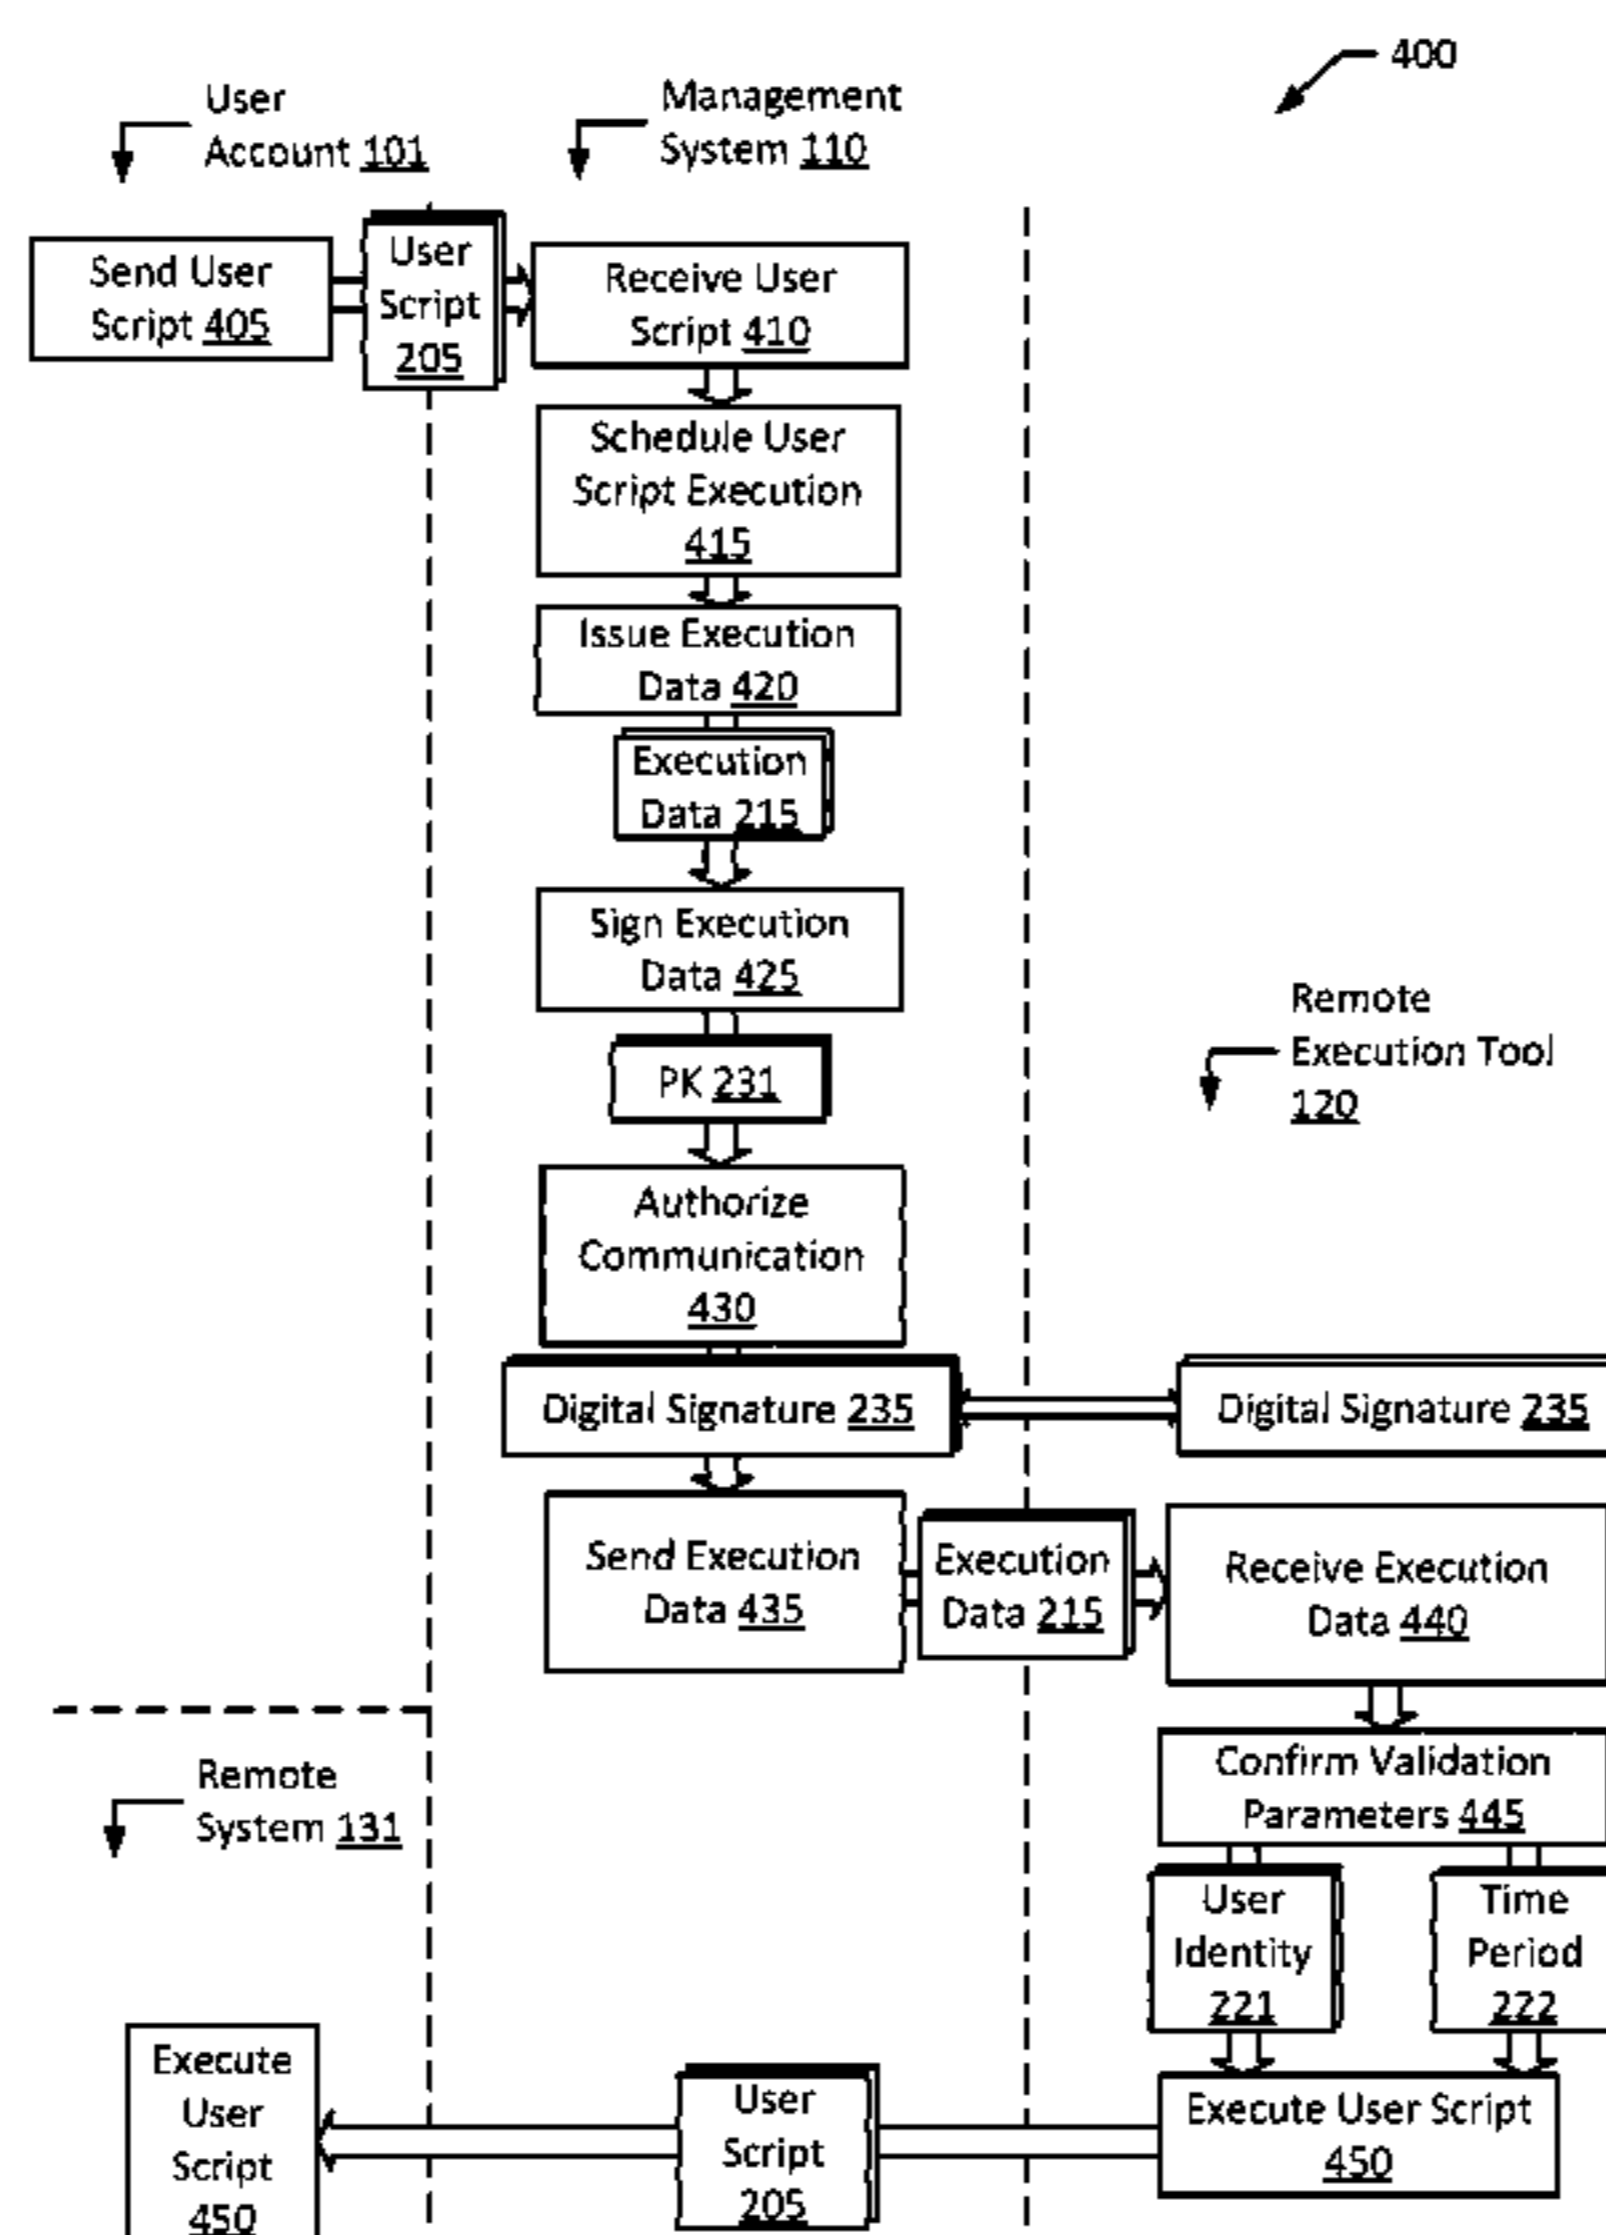 400
User
Account 101
Management
System 110
Send User
Script 405
User
Script
205
Receive User
Script 410
Schedule User
Script Execution
415
Issue Execution
Data 420
Execution
Data 215
Sign Execution
Data 425
PK 231
Remote
Execution Tool
120
Authorize
Communication
430
Digital Signature 235
Digital Signature 235
Send Execution
Data 435
Execution
Data 215
Receive Execution
Data 440
Confirm Validation
Parameters 445
Remote
System 131
User
Identity
221
Time
Period
222
Execute
User
Script
450
User
Script
205
Execute User Script
450